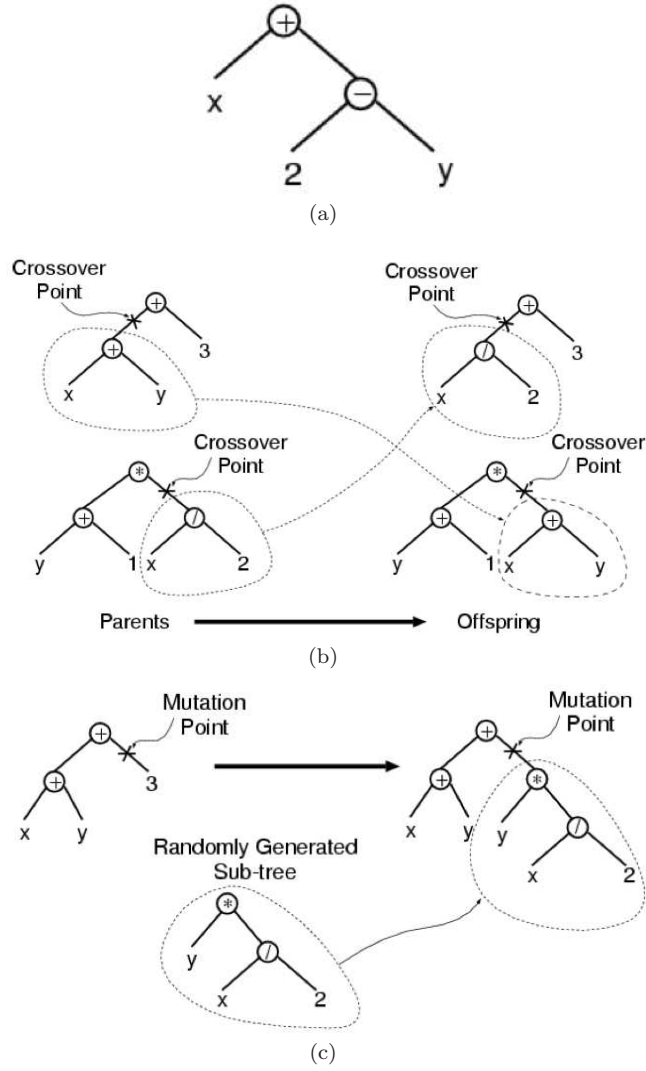 +
x
−
2
y
(a)
Crossover
Point
+
+
3
x
y
Crossover
Point
+
/
3
x
2
Crossover
Point
*
+
/
y
1
x
2
Crossover
Point
*
+
+
y
1
x
y
Parents
Offspring
(b)
Mutation
Point
+
+
3
x
y
Mutation
Point
+
+
*
x
y
y
/
x
2
Randomly Generated
Sub-tree
*
y
/
x
2
(c)